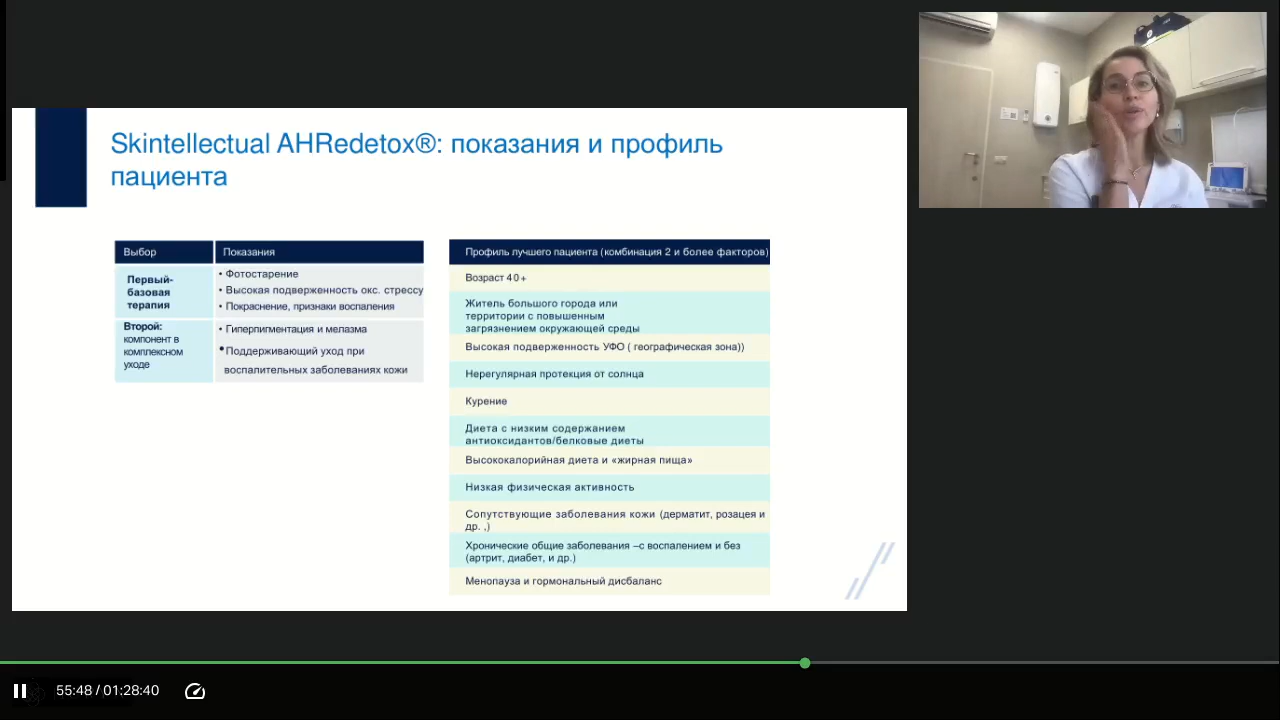 Skintellectual AHRedetox®: показания и профиль
пациента
Выбор
Показания
Первый-
базовая
терапия
• Фотостарение
• Высокая подверженность окс. стрессу
• Покраснение, признаки воспаления
Второй:
компонент в
комплексном
уходе
• Гиперпигментация и мелазма
• Поддерживающий уход при
воспалительных заболеваниях кожи
Профиль лучшего пациента (комбинация 2 и более факторов)
Возраст 40+
Житель большого города или
территории с повышенным
загрязнением окружающей среды
Высокая подверженность УФО ( географическая зона))
Нерегулярная протекция от солнца
Курение
Диета с низким содержанием
антиоксидантов/белковые диеты
Высококалорийная диета и «жирная пища»
Низкая физическая активность
Сопутствующие заболевания кожи (дерматит, розацея и
др. ,)
Хронические общие заболевания –с воспалением и без
(артрит, диабет, и др.)
Менопауза и гормональный дисбаланс
55:48 / 01:28:40